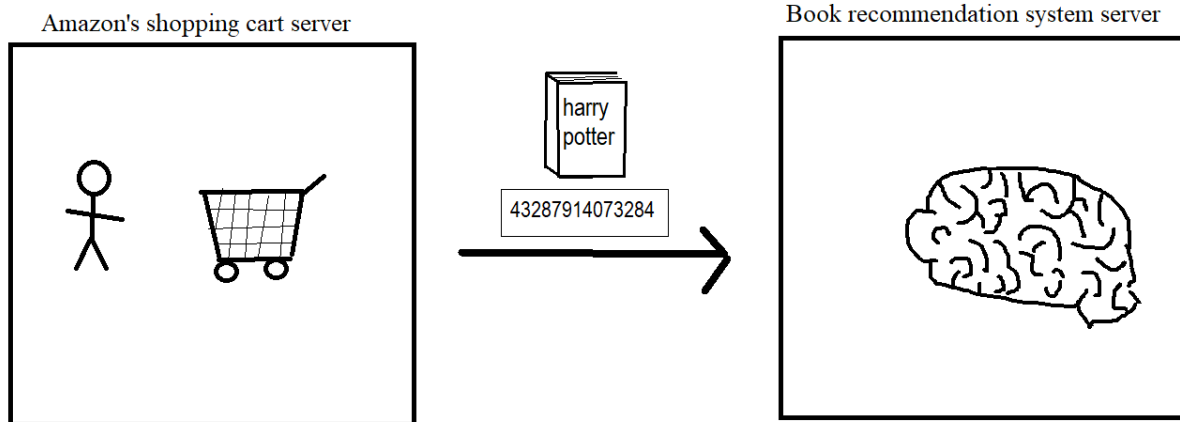 Amazon's shopping cart server
Book recommendation system server
harry
potter
43287914073284